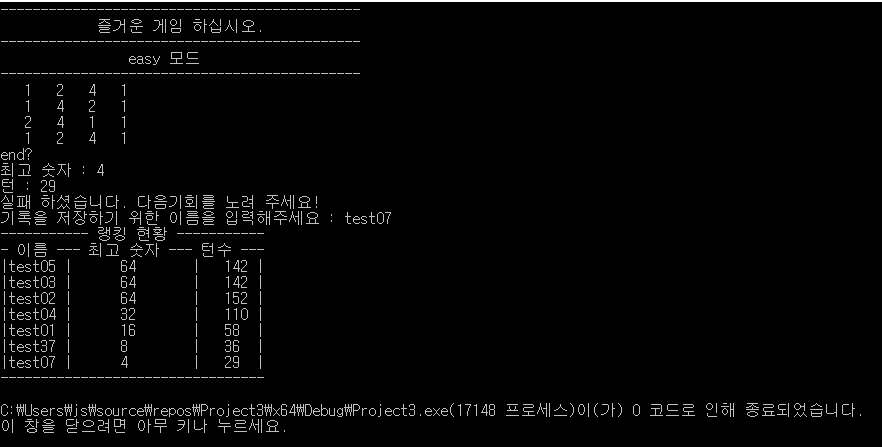 ---------------------------------------------
즐거운 게임 하십시오.
---------------------------------------------
easy 모드
---------------------------------------------
1 2 4 1
1 4 2 1
2 4 1 1
1 2 4 1
end?
최고 숫자 : 4
턴 : 29
실패 하셨습니다. 다음기회를 노려 주세요!
기록을 저장하기 위한 이름을 입력해주세요 : test07
----------- 랭킹 현황 -----------
- 이름 --- 최고 숫자 --- 턴수 ---
|test05 | 64 | 142 |
|test03 | 64 | 142 |
|test02 | 64 | 152 |
|test04 | 32 | 110 |
|test01 | 16 | 58 |
|test37 | 8 | 36 |
|test07 | 4 | 29 |
---------------------------------
C:\Users\js\source\repos\Project3\x64\Debug\Project3.exe(17148 프로세스)이(가) 0 코드로 인해 종료되었습니다.
이 창을 닫으려면 아무 키나 누르세요.